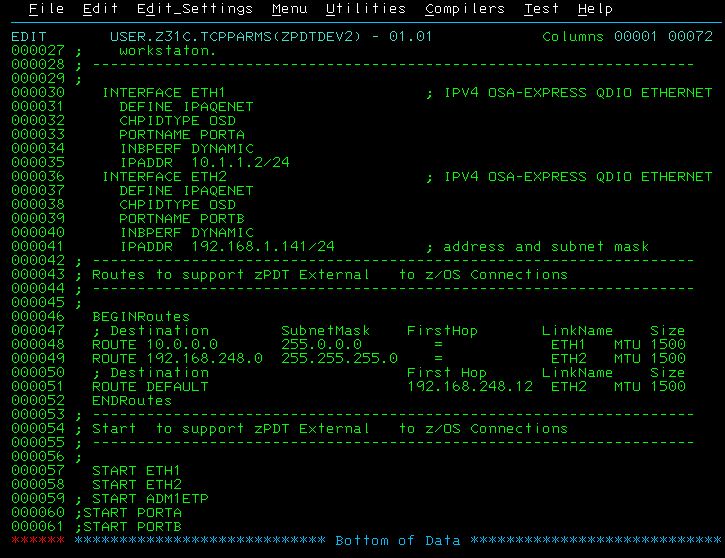 File  Edit  Edit_Settings  Menu  Utilities  Compilers  Test  Help
EDIT       USER.Z31C.TCPPARMS(ZPDTDEV2) - 01.01             Columns 00001 00072
000027 ;    workstaton.
000028 ; ----------------------------------------------------------------------
000029 ;
000030   INTERFACE ETH1                       ; IPV4 OSA-EXPRESS QDIO ETHERNET
000031     DEFINE IPAQENET
000032     CHPIDTYPE OSD
000033     PORTNAME PORTA
000034     INBPERF DYNAMIC
000035     IPADDR  10.1.1.2/24
000036   INTERFACE ETH2                       ; IPV4 OSA-EXPRESS QDIO ETHERNET
000037     DEFINE IPAQENET
000038     CHPIDTYPE OSD
000039     PORTNAME PORTB
000040     INBPERF DYNAMIC
000041     IPADDR  192.168.1.141/24           ; address and subnet mask
000042 ; ----------------------------------------------------------------------
000043 ; Routes to support zPDT External   to z/OS Connections
000044 ; ----------------------------------------------------------------------
000045 ;
000046   BEGINRoutes
000047   ; Destination        SubnetMask    FirstHop       LinkName    Size
000048   ROUTE 10.0.0.0       255.0.0.0        =            ETH1   MTU 1500
000049   ROUTE 192.168.248.0  255.255.255.0    =            ETH2   MTU 1500
000050   ; Destination                      First Hop      LinkName    Size
000051   ROUTE DEFAULT                      192.168.248.12  ETH2   MTU 1500
000052   ENDRoutes
000053 ; ----------------------------------------------------------------------
000054 ; Start  to support zPDT External   to z/OS Connections
000055 ; ----------------------------------------------------------------------
000056 ;
000057   START ETH1
000058   START ETH2
000059 ; START ADM1ETP
000060 ;START PORTA
000061 ;START PORTB
****** **************************** Bottom of Data ****************************